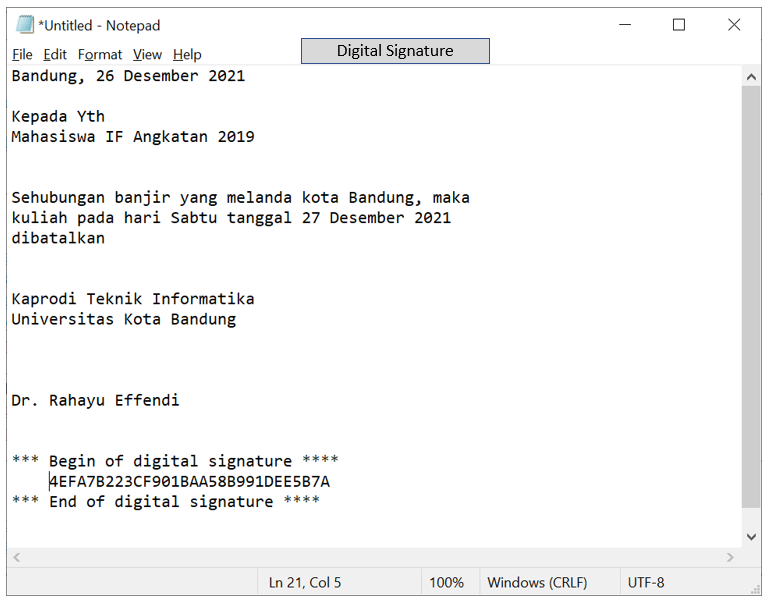 *Untitled - Notepad
File Edit Format View Help
Digital Signature
Bandung, 26 Desember 2021
Kepada Yth
Mahasiswa IF Angkatan 2019
Sehubungan banjir yang melanda kota Bandung, maka
kuliah pada hari Sabtu tanggal 27 Desember 2021
dibatalkan
Kaprodi Teknik Informatika
Universitas Kota Bandung
Dr. Rahayu Effendi
*** Begin of digital signature ****
4EFA7B223CF901BAA58B991DEE5B7A
*** End of digital signature ****
Ln 21, Col 5 100% Windows (CRLF) UTF-8